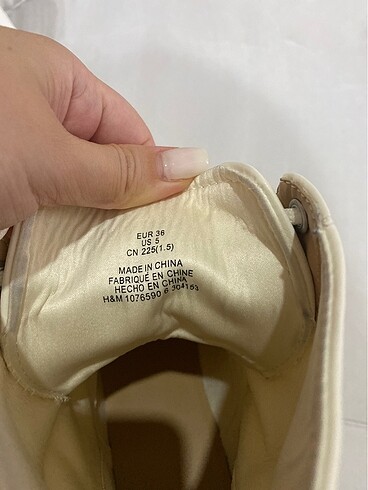 EUR 36
US 5
CN 225(1.5)
MADE IN CHINA
FABRIQUÉ EN CHINE
HECHO EN CHINA
H&M 1076590 6 304153